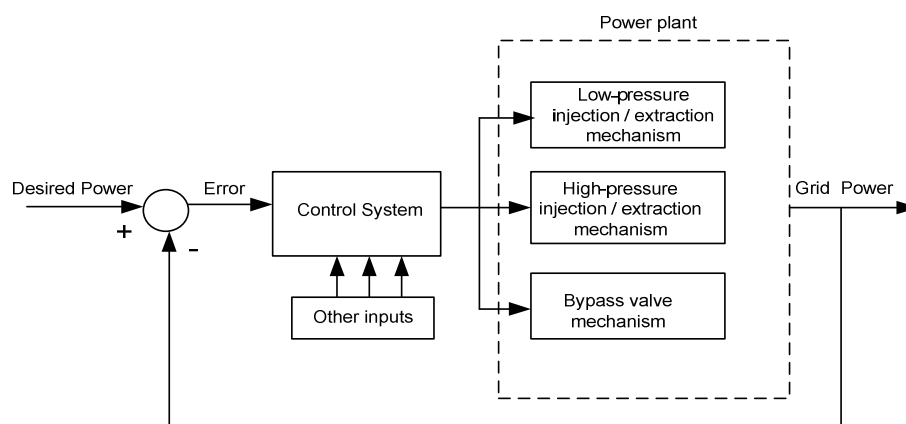 Power plant
Low-pressure
injection / extraction
mechanism
Desired Power
Error
Control System
High-pressure
injection / extraction
mechanism
Grid Power
+
-
Other inputs
Bypass valve
mechanism